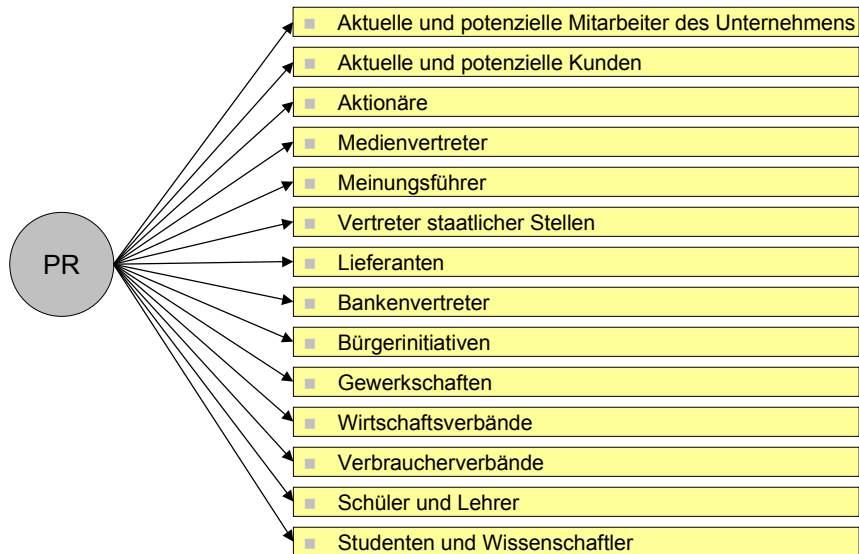 Aktuelle und potenzielle Mitarbeiter des Unternehmens
Aktuelle und potenzielle Kunden
Aktionäre
Medienvertreter
Meinungsführer
Vertreter staatlicher Stellen
PR
Lieferanten
Bankenvertreter
Bürgerinitiativen
Gewerkschaften
Wirtschaftsverbände
Verbraucherverbände
Schüler und Lehrer
Studenten und Wissenschaftler